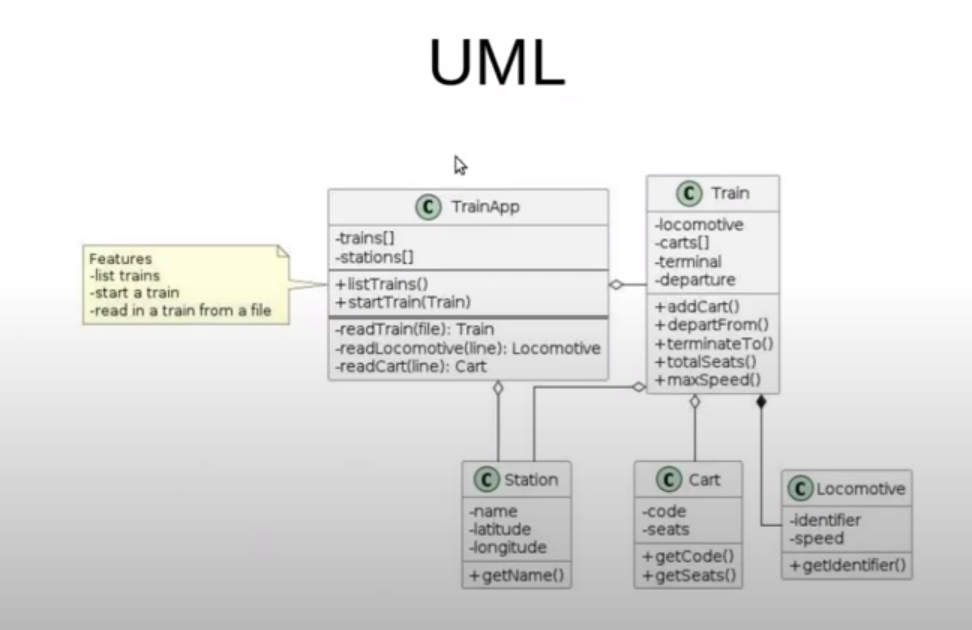 UML
Features
-list trains
-start a train
-read in a train from a file
C TrainApp
-trains[]
-stations[]
+listTrains()
+startTrain(Train)
-readTrain(file): Train
-readLocomotive(line): Locomotive
-readCart(line): Cart
C Train
-locomotive
-carts[]
-terminal
-departure
+addCart()
+departFrom()
+terminateTo()
+totalSeats()
+maxSpeed()
C Station
-name
-latitude
-longitude
+getName()
C Cart
-code
-seats
+getCode()
+getSeats()
C Locomotive
-identifier
-speed
+getIdentifier()